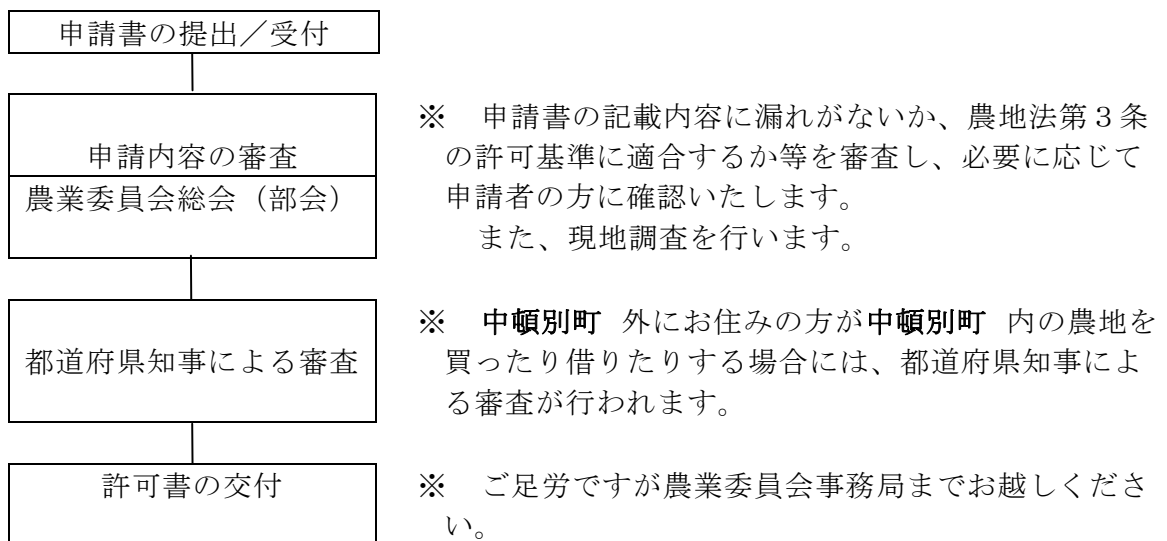 申請書の提出／受付
申請内容の審査
農業委員会総会（部会）
※　申請書の記載内容に漏れがないか、農地法第３条
の許可基準に適合するか等を審査し、必要に応じて
申請者の方に確認いたします。
また、現地調査を行います。
都道府県知事による審査
※　中頓別町 外にお住みの方が中頓別町 内の農地を
買ったり借りたりする場合には、都道府県知事によ
る審査が行われます。
許可書の交付
※　ご足労ですが農業委員会事務局までお越しくださ
い。